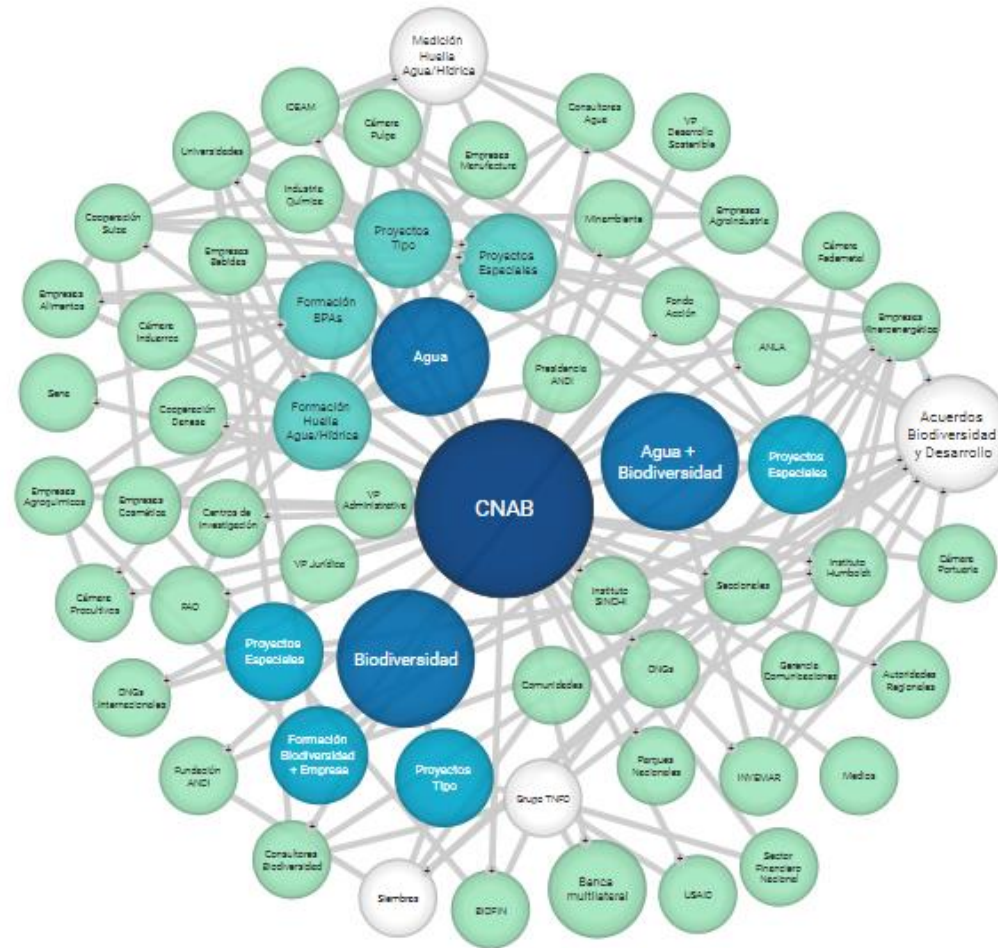 Medición
Huella
Agua/Hídrica
IDEAM
Cámara
Pulpa
Consultores
Agua
VP
Desarrollo
Sostenible
Universidades
Empresas
Manufactura
Industria
Química
Cooperación
Suiza
Proyectos
Tipo
Minambiente
Empresas
Agroindustria
Empresas
Bebidas
Proyectos
Especiales
Cámara
Fedemetal
Empresas
Alimentos
Formación
BPAs
Fondo
Acción
Empresas
Cámara
Induarroz
Agua
ANLA
Presidencia
ANDI
Sena
Cooperación
Danesa
Formación
Huella
Agua/Hídrica
Acuerdos
Biodiversidad
y Desarrollo
Agua +
Biodiversidad
Proyectos
Especiales
Empresas
Agroquímicos
Empresas
Cosmética
Centros de
Investigación
VP
Administrativa
CNAB
VP Jurídica
Instituto
SINCHI
Seccionales
Instituto
Humboldt
Cámara
Portuaria
Cámara
Procultivos
FAO
Proyectos
Especiales
Biodiversidad
Comunidades
ONGs
Gerencia
Comunicaciones
Autoridades
Regionales
ONGs
Internacionales
Formación
Biodiversidad
+ Empresa
Fundación
ANDI
Proyectos
Tipo
Grupo TNFD
Parques
Nacionales
INVEMAR
Medios
Consultores
Biodiversidad
Siembras
BIOFIN
Banca
multilateral
USAID
Sector
Financiero
Nacional